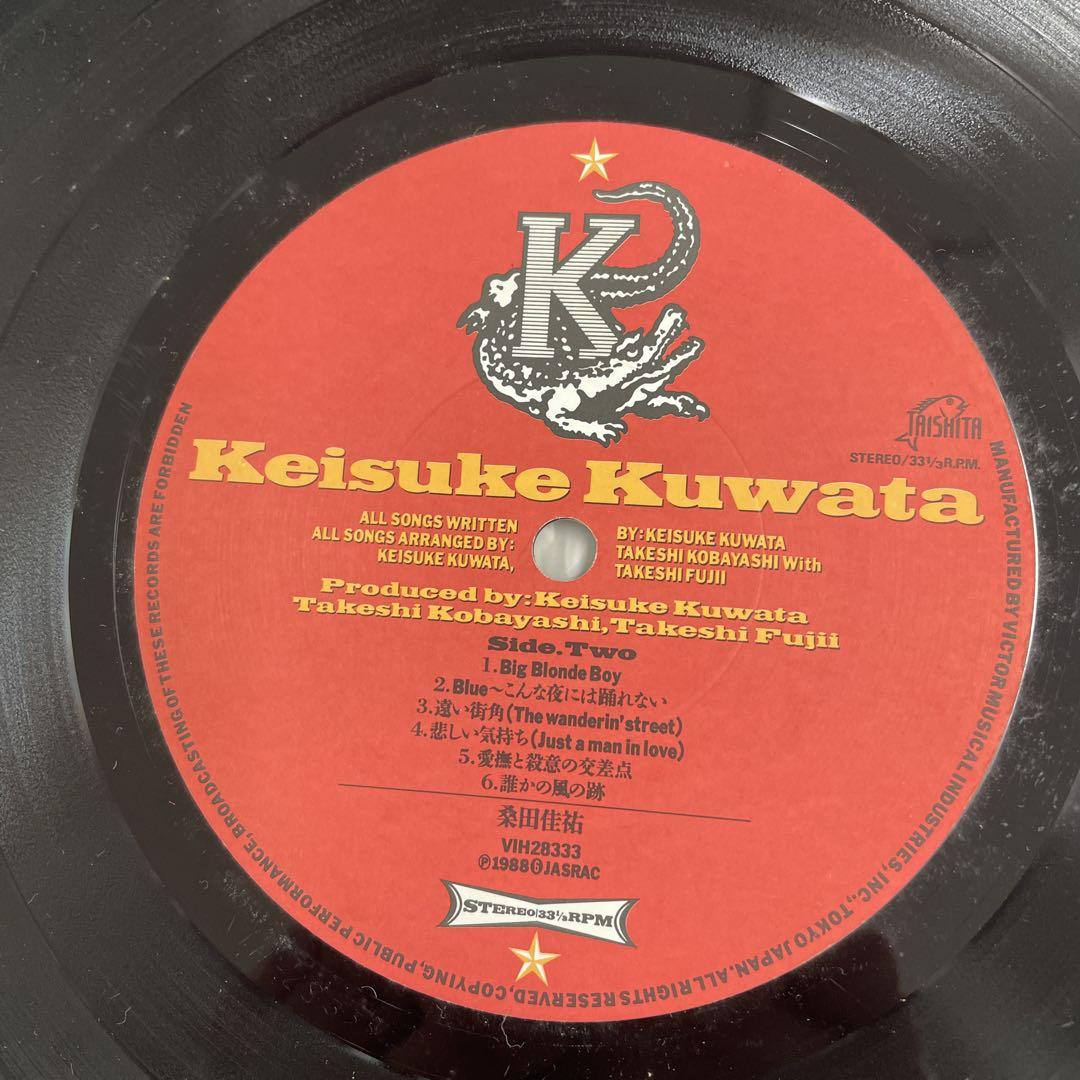 K
TAISHITA
STEREO/33⅓R.P.M.
Keisuke Kuwata
ALL SONGS WRITTEN BY:KEISUKE KUWATA
ALL SONGS ARRANGED BY: TAKESHI KOBAYASHI With
KEISUKE KUWATA, TAKESHI FUJII
Produced by:Keisuke Kuwata
Takeshi Kobayashi,Takeshi Fujii
Side.Two
1.Big Blonde Boy
2.Blue〜こんな夜には踊れない
3.遠い街角(The wanderin'street)
4.悲しい気持ち(Just a man in love)
5.愛撫と殺意の交差点
6.誰かの風の跡
桑田佳祐
VIH28333
Ⓟ1988⑥JASRAC
STEREO/33⅓RPM
MANUFACTURED BY VICTOR MUSICAL INDUSTRIES, INC., TOKYO JAPAN. ALL RIGHTS RESERVED, COPYING, PUBLIC PERFORMANCE, BROADCASTING OF THESE RECORDS ARE FORBIDDEN